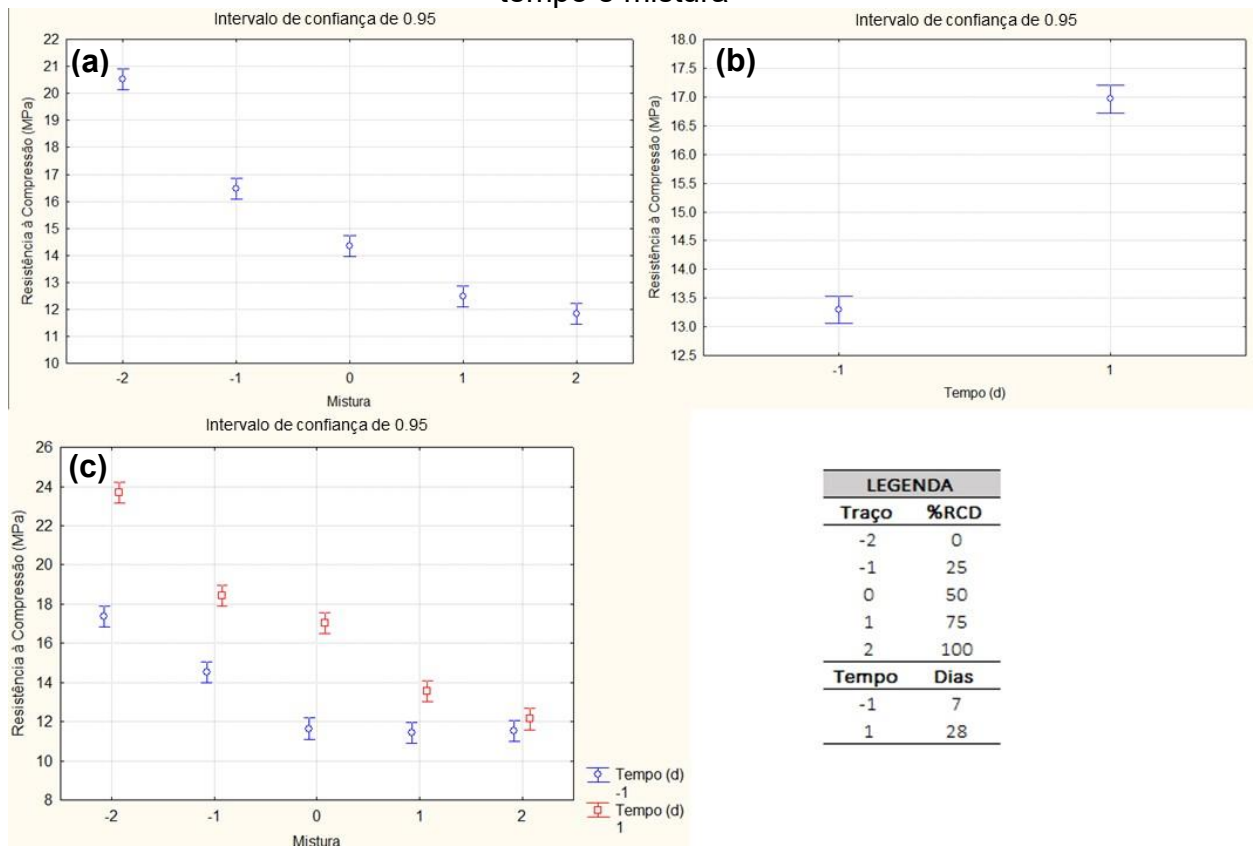 tempo e mistura
Intervalo de confiança de 0.95
(a)
Resistência à Compressão (MPa)
22
21
20
19
18
17
16
15
14
13
12
11
10
-2 -1 0 1 2
Mistura
Intervalo de confiança de 0.95
(b)
Resistência à Compressão (MPa)
18.0
17.5
17.0
16.5
16.0
15.5
15.0
14.5
14.0
13.5
13.0
12.5
-1 1
Tempo (d)
Intervalo de confiança de 0.95
(c)
Resistência à Compressão (MPa)
26
24
22
20
18
16
14
12
10
8
-2 -1 0 1 2
Mistura
Tempo (d)
-1
Tempo (d)
1
LEGENDA
Traço %RCD
-2 0
-1 25
0 50
1 75
2 100
Tempo Dias
-1 7
1 28